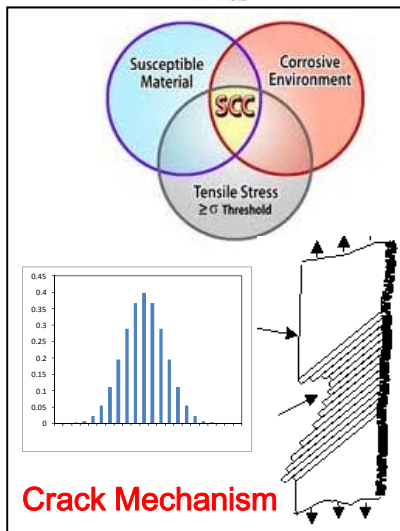 Susceptible
Material
Corrosive
Environment
SCC
Tensile Stress
≥ σ Threshold
0.45
0.4
0.35
0.3
0.25
0.2
0.15
0.1
0.05
0
Crack Mechanism